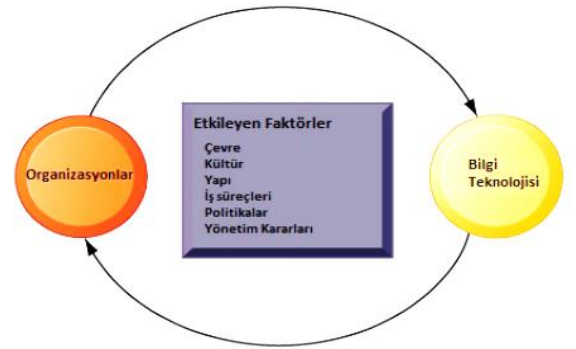 Etkileyen Faktörler
Çevre
Kültür
Yapı
İş süreçleri
Politikalar
Yönetim Kararları
Organizasyonlar
Bilgi
Teknolojisi